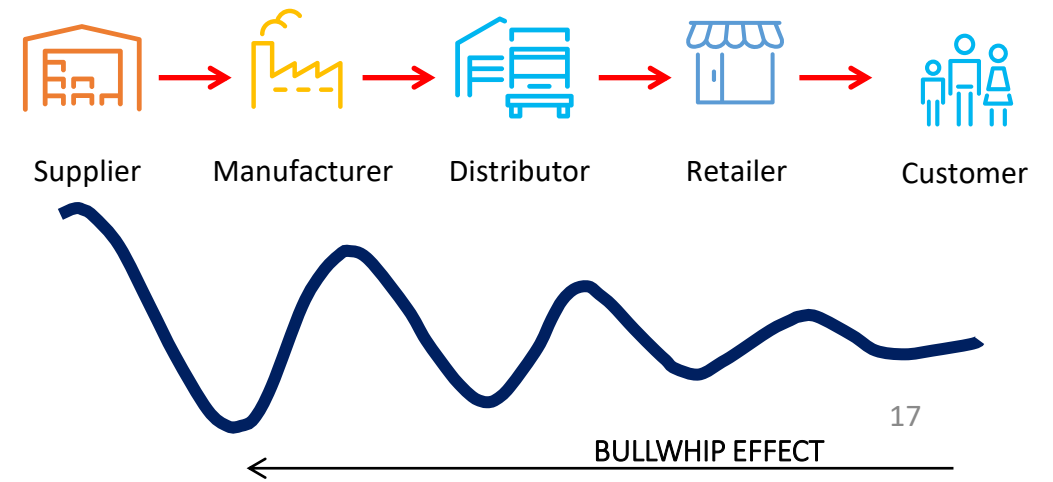 Supplier Manufacturer Distributor Retailer Customer
17
BULLWHIP EFFECT